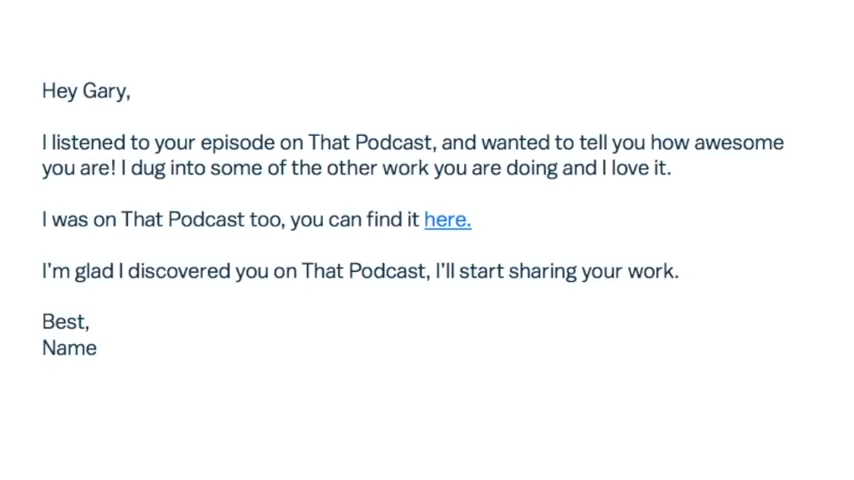 Hey Gary,
I listened to your episode on That Podcast, and wanted to tell you how awesome
you are! I dug into some of the other work you are doing and I love it.
I was on That Podcast too, you can find it here.
I'm glad I discovered you on That Podcast, I'll start sharing your work.
Best,
Name